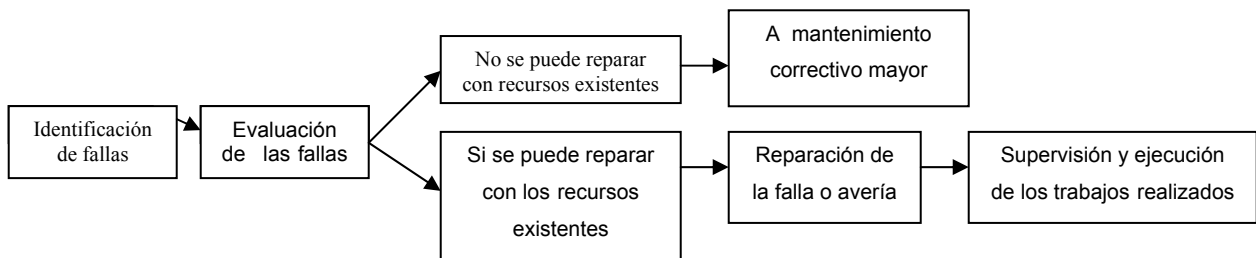 Identificación
de fallas
Evaluación
de las fallas
No se puede reparar
con recursos existentes
A mantenimiento
correctivo mayor
Si se puede reparar
con los recursos
existentes
Reparación de
la falla o avería
Supervisión y ejecución
de los trabajos realizados